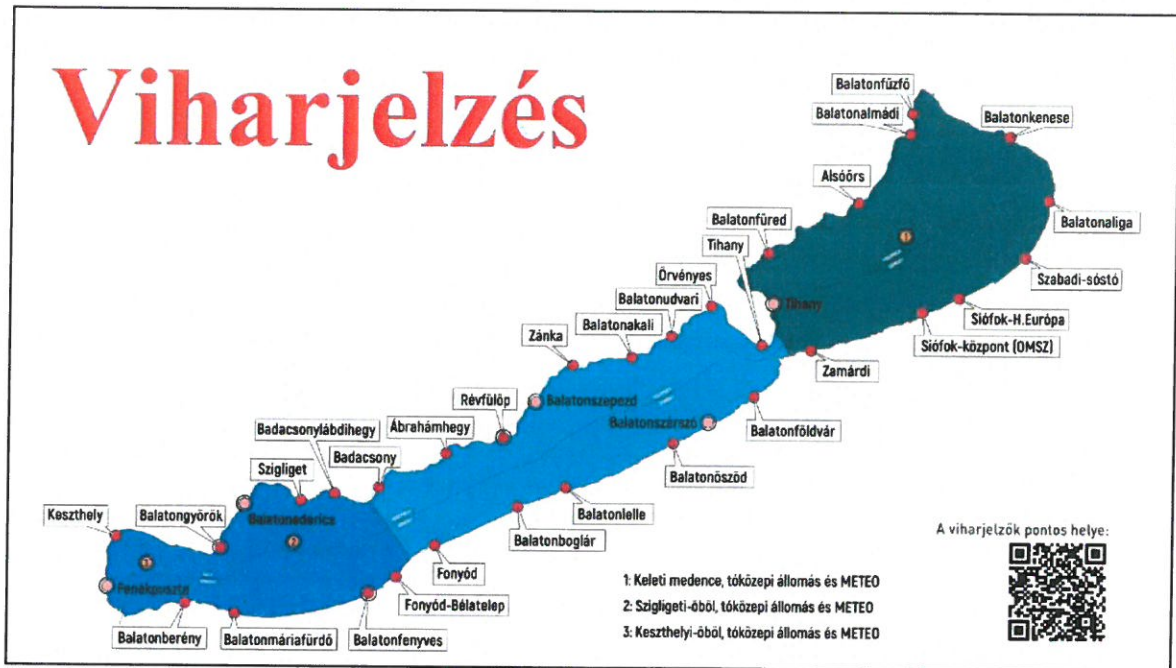 Viharjelzés
Balatonfűzfő
Balatonalmádi
Balatonkenese
Alsóörs
Balatonfüred
Balatonaliga
Tihany
Szabadi-sóstó
Örvényes
Balatonudvari
Tihany
Siófok-H.Európa
Balatonakali
Siófok-központ (OMSZ)
Zánka
Zamárdi
Révfülöp
Balatonszepezd
Balatonszárszó
Balatonföldvár
Badacsonylábdihegy
Ábrahámhegy
Badacsony
Balatonöszöd
Szigliget
Balatonlelle
Keszthely
Balatongyörök
Balatonederics
Balatonboglár
Fonyód
Fenékpuszta
Fonyód-Bélatelep
Balatonberény
Balatonmáriafürdő
Balatonfenyves
A viharjelzők pontos helye:
1: Keleti medence, tóközepi állomás és METEO
2: Szigligeti-öböl, tóközepi állomás és METEO
3: Keszthelyi-öböl, tóközepi állomás és METEO
1
2